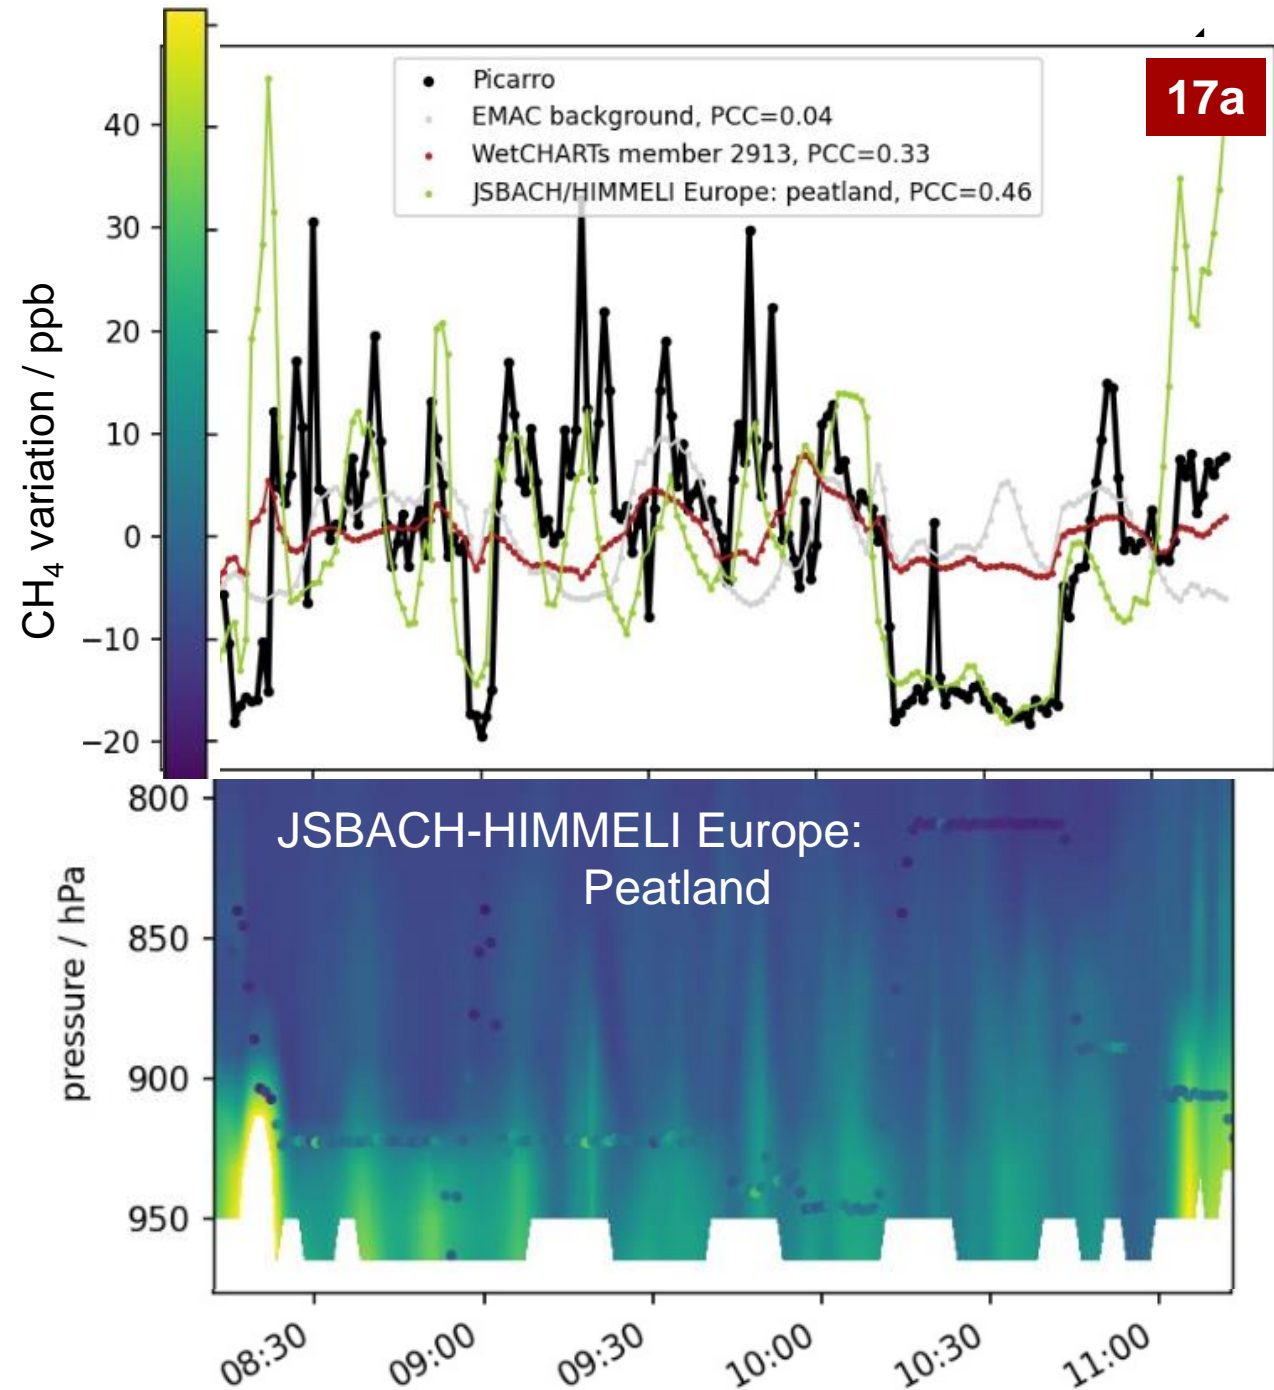 17a
Picarro
EMAC background, PCC=0.04
WetCHARTs member 2913, PCC=0.33
JSBACH/HIMMELI Europe: peatland, PCC=0.46
CH₄ variation / ppb
40
30
20
10
0
−10
−20
JSBACH-HIMMELI Europe:
Peatland
pressure / hPa
800
850
900
950
08:30
09:00
09:30
10:00
10:30
11:00